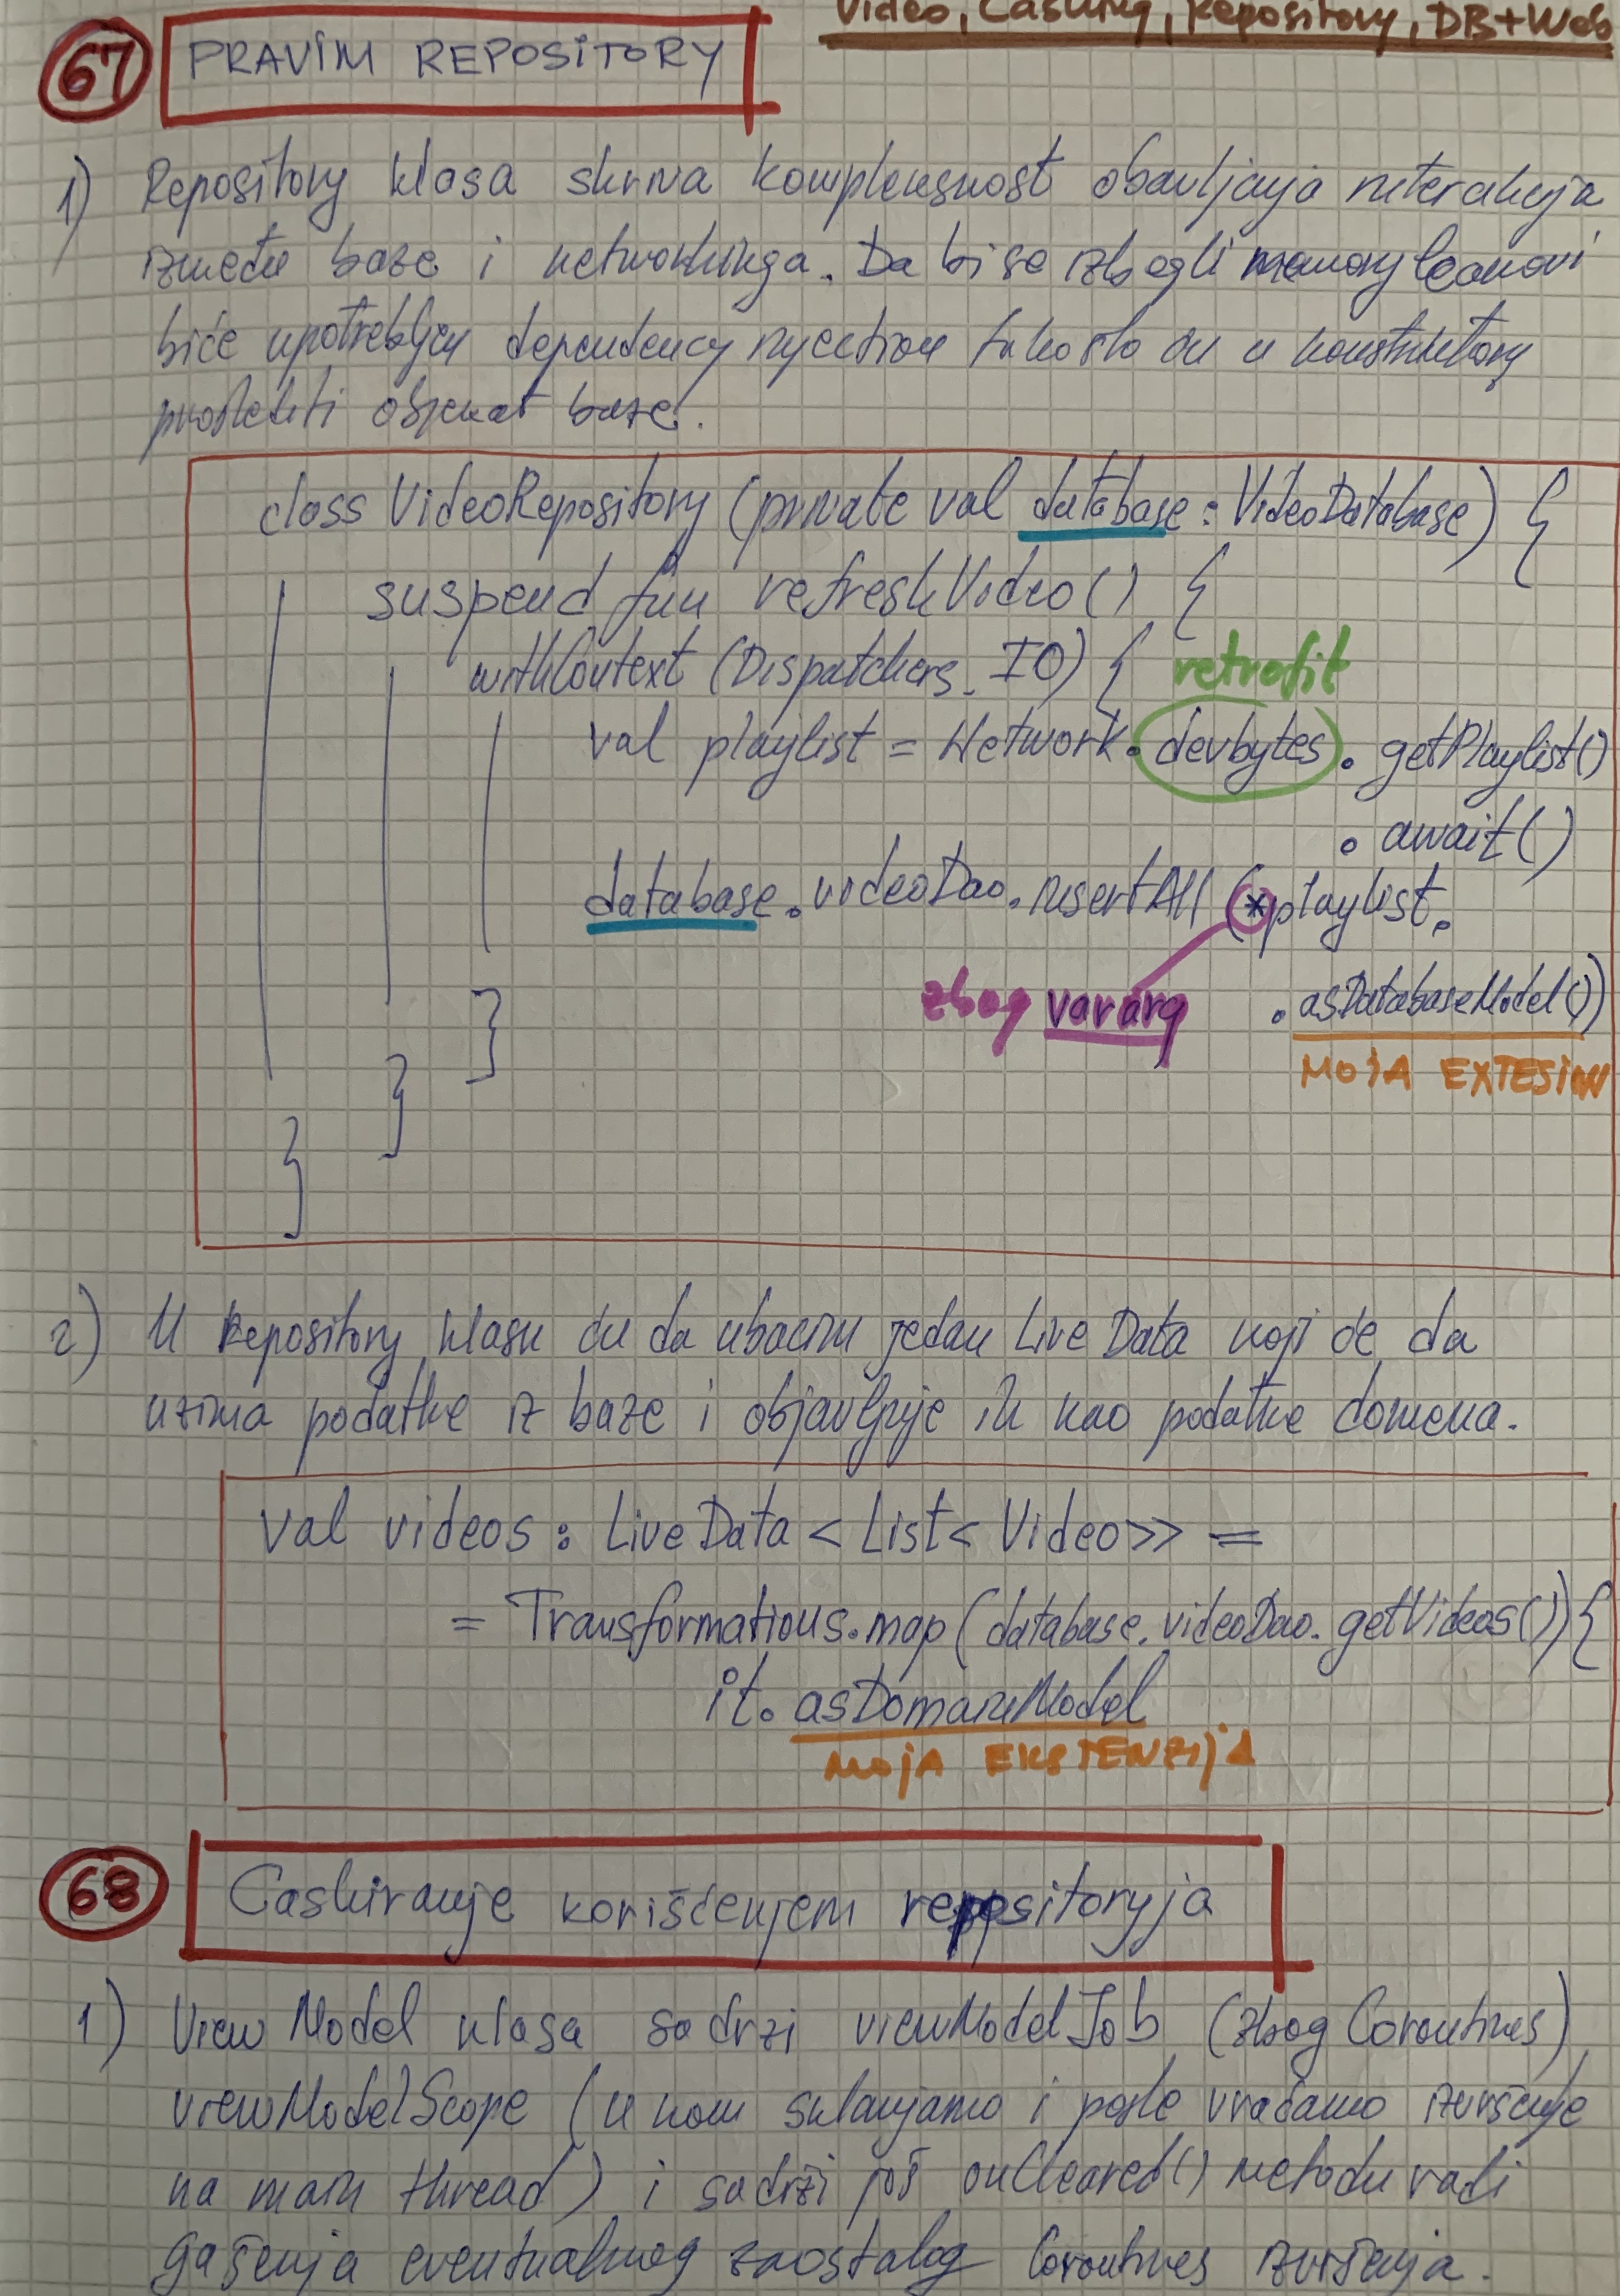 Video, Cashing, Repository, DB+Web
67 PRAVIM REPOSITORY
1) Repository klasa skriva kompleksnost obavljanja interakcija
između baze i networkinga. Da bi se izbegli memory leakovi
biće upotrebljen dependency injection tako što ću u konstruktoru
proslediti objekat baze.
class VideoRepository (private val database : VideoDatabase) {
suspend fun refreshVideo() {
withContext (Dispatchers.IO) {
retrofit
val playlist = Network.devbytes.getPlaylist()
.await()
database.videoDao.insertAll (*playlist.
zbog vararg .asDatabaseModel())
MOJA EXTESION
}
}
}
2) U Repository klasu ću da ubacim jedan Live Data koji će da
uzima podatke iz baze i objavljuje ih kao podatke domena.
val videos : LiveData < List < Video >> =
= Transformations.map (database.videoDao.getVideos()) {
it. asDomainModel
MOJA EKSTENZIJA
68 Cashiranje korišćenjem repositoryja
1) View Model klasa sadrži viewModelJob (zbog Coroutines)
viewModelScope (u kom sklanjamo i posle vraćamo izvršenje
na main thread) i sadrži još onCleared() metodu radi
gašenja eventualnog zaostalog Coroutines izvršenja.